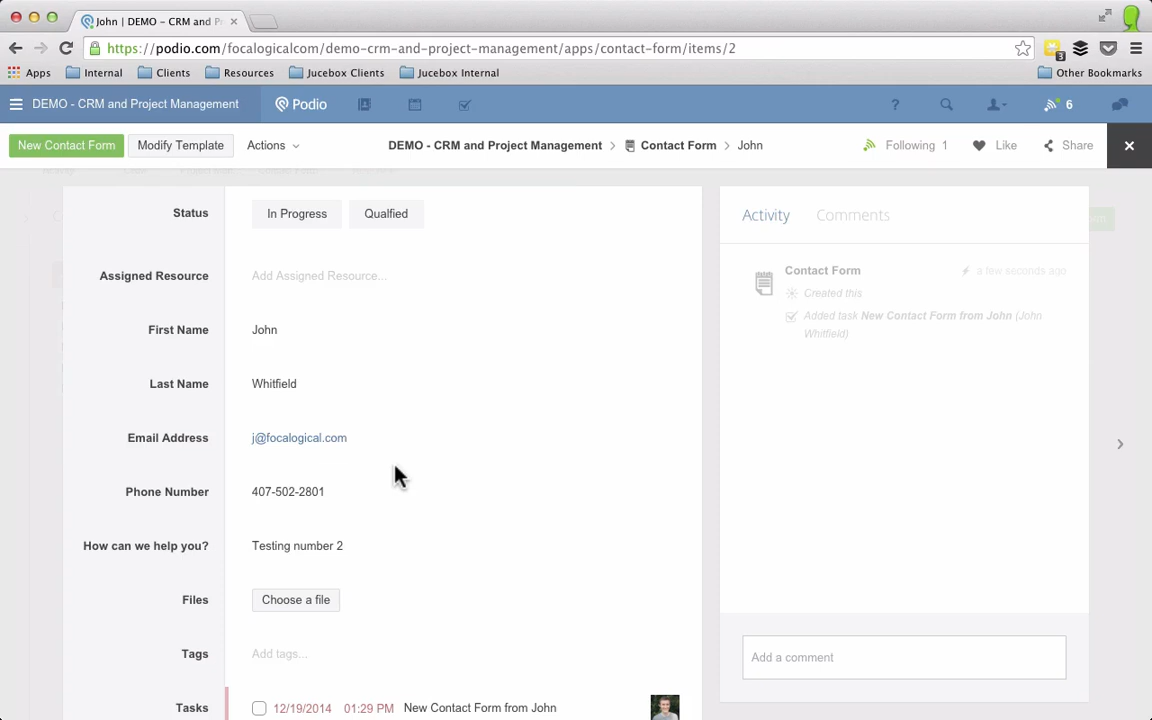 John | DEMO – CRM and Pr
https://podio.com/focalogicalcom/demo-crm-and-project-management/apps/contact-form/items/2
3
Apps Internal Clients Resources Jucebox Clients Jucebox Internal Other Bookmarks
DEMO - CRM and Project Management Podio ? 6
New Contact Form Modify Template Actions DEMO - CRM and Project Management > Contact Form > John Following 1 Like Share
Status In Progress Qualfied
Activity Comments
Assigned Resource Add Assigned Resource...
Contact Form a few seconds ago
Created this
Added task New Contact Form from John (John
Whitfield)
First Name John
Last Name Whitfield
Email Address j@focalogical.com
Phone Number 407-502-2801
How can we help you? Testing number 2
Files Choose a file
Tags Add tags...
Add a comment
Tasks 12/19/2014 01:29 PM New Contact Form from John